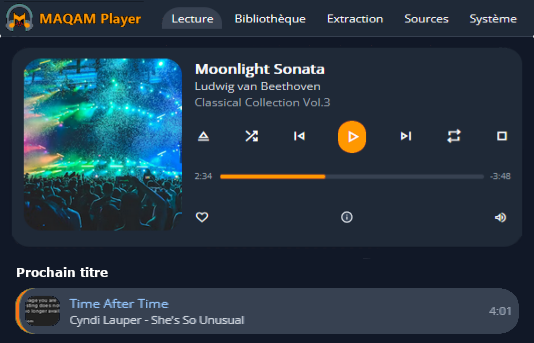 MAQAM Player
Lecture Bibliothèque Extraction Sources Système
Moonlight Sonata
Ludwig van Beethoven
Classical Collection Vol.3
2:34 -3:48
Prochain titre
Time After Time
Cyndi Lauper - She's So Unusual
4:01